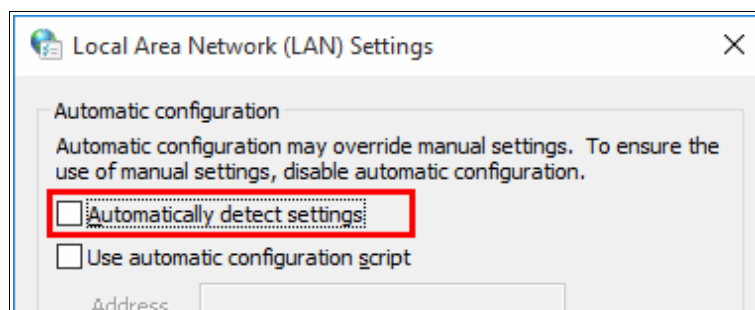 Local Area Network (LAN) Settings
Automatic configuration
Automatic configuration may override manual settings. To ensure the
use of manual settings, disable automatic configuration.
Automatically detect settings
Use automatic configuration script
Address